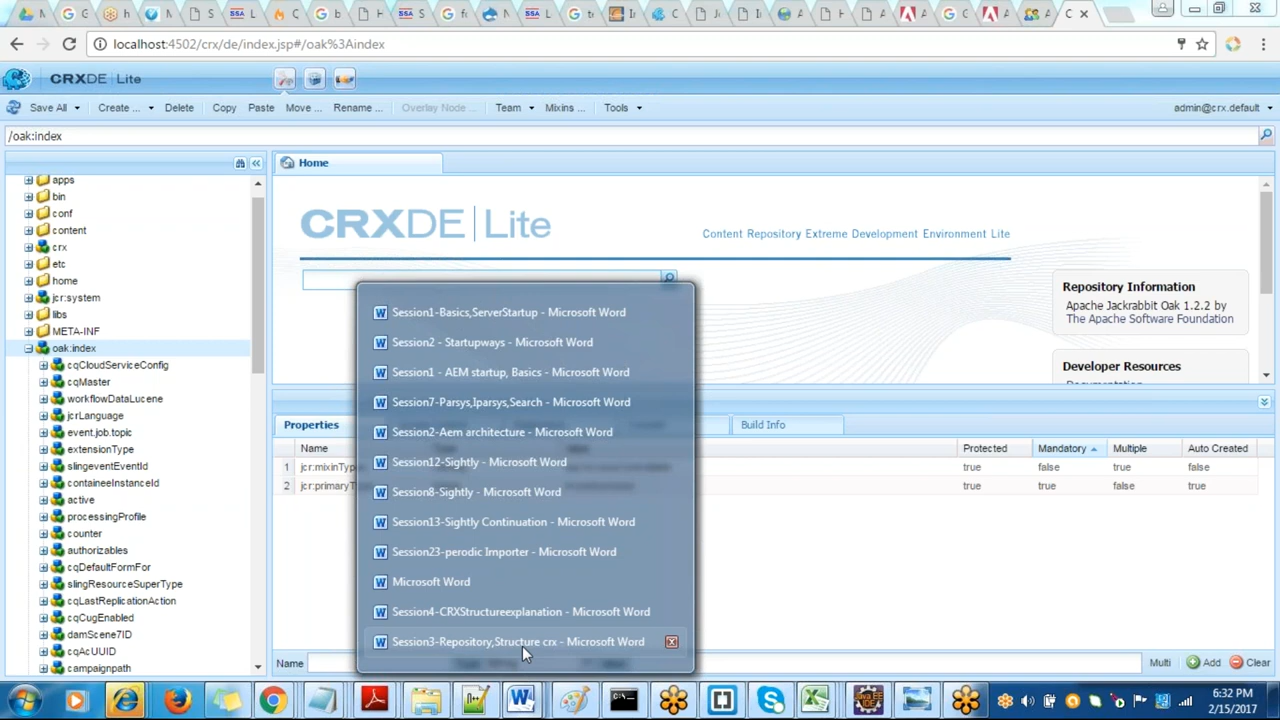 localhost:4502/crx/de/index.jsp#/oak%3Aindex
CRXDE | Lite
Save All Create ... Delete Copy Paste Move ... Rename ... Overlay Node ... Team Mixins ... Tools admin@crx.default
/oak:index
Home
apps
bin
conf
content
crx
etc
home
jcr:system
libs
META-INF
oak:index
cqCloudServiceConfig
cqMaster
workflowDataLucene
jcrLanguage
event.job.topic
extensionType
slingeventEventId
containeeInstanceId
active
processingProfile
counter
authorizables
cqDefaultFormFor
slingResourceSuperType
cqLastReplicationAction
cqCugEnabled
damScene7ID
cqAcUUID
campaignpath
CRXDE | Lite
Content Repository Extreme Development Environment Lite
Repository Information
Apache Jackrabbit Oak 1.2.2 by
The Apache Software Foundation
Developer Resources
Session1-Basics,ServerStartup - Microsoft Word
Session2 - Startupways - Microsoft Word
Session1 - AEM startup, Basics - Microsoft Word
Session7-Parsys,Iparsys,Search - Microsoft Word
Session2-Aem architecture - Microsoft Word
Session12-Sightly - Microsoft Word
Session8-Sightly - Microsoft Word
Session13-Sightly Continuation - Microsoft Word
Session23-perodic Importer - Microsoft Word
Microsoft Word
Session4-CRXStructureexplanation - Microsoft Word
Session3-Repository,Structure crx - Microsoft Word
Properties Build Info
Name Protected Mandatory Multiple Auto Created
1 true false true false
2 true true false true
Name Multi Add Clear
6:32 PM
2/15/2017